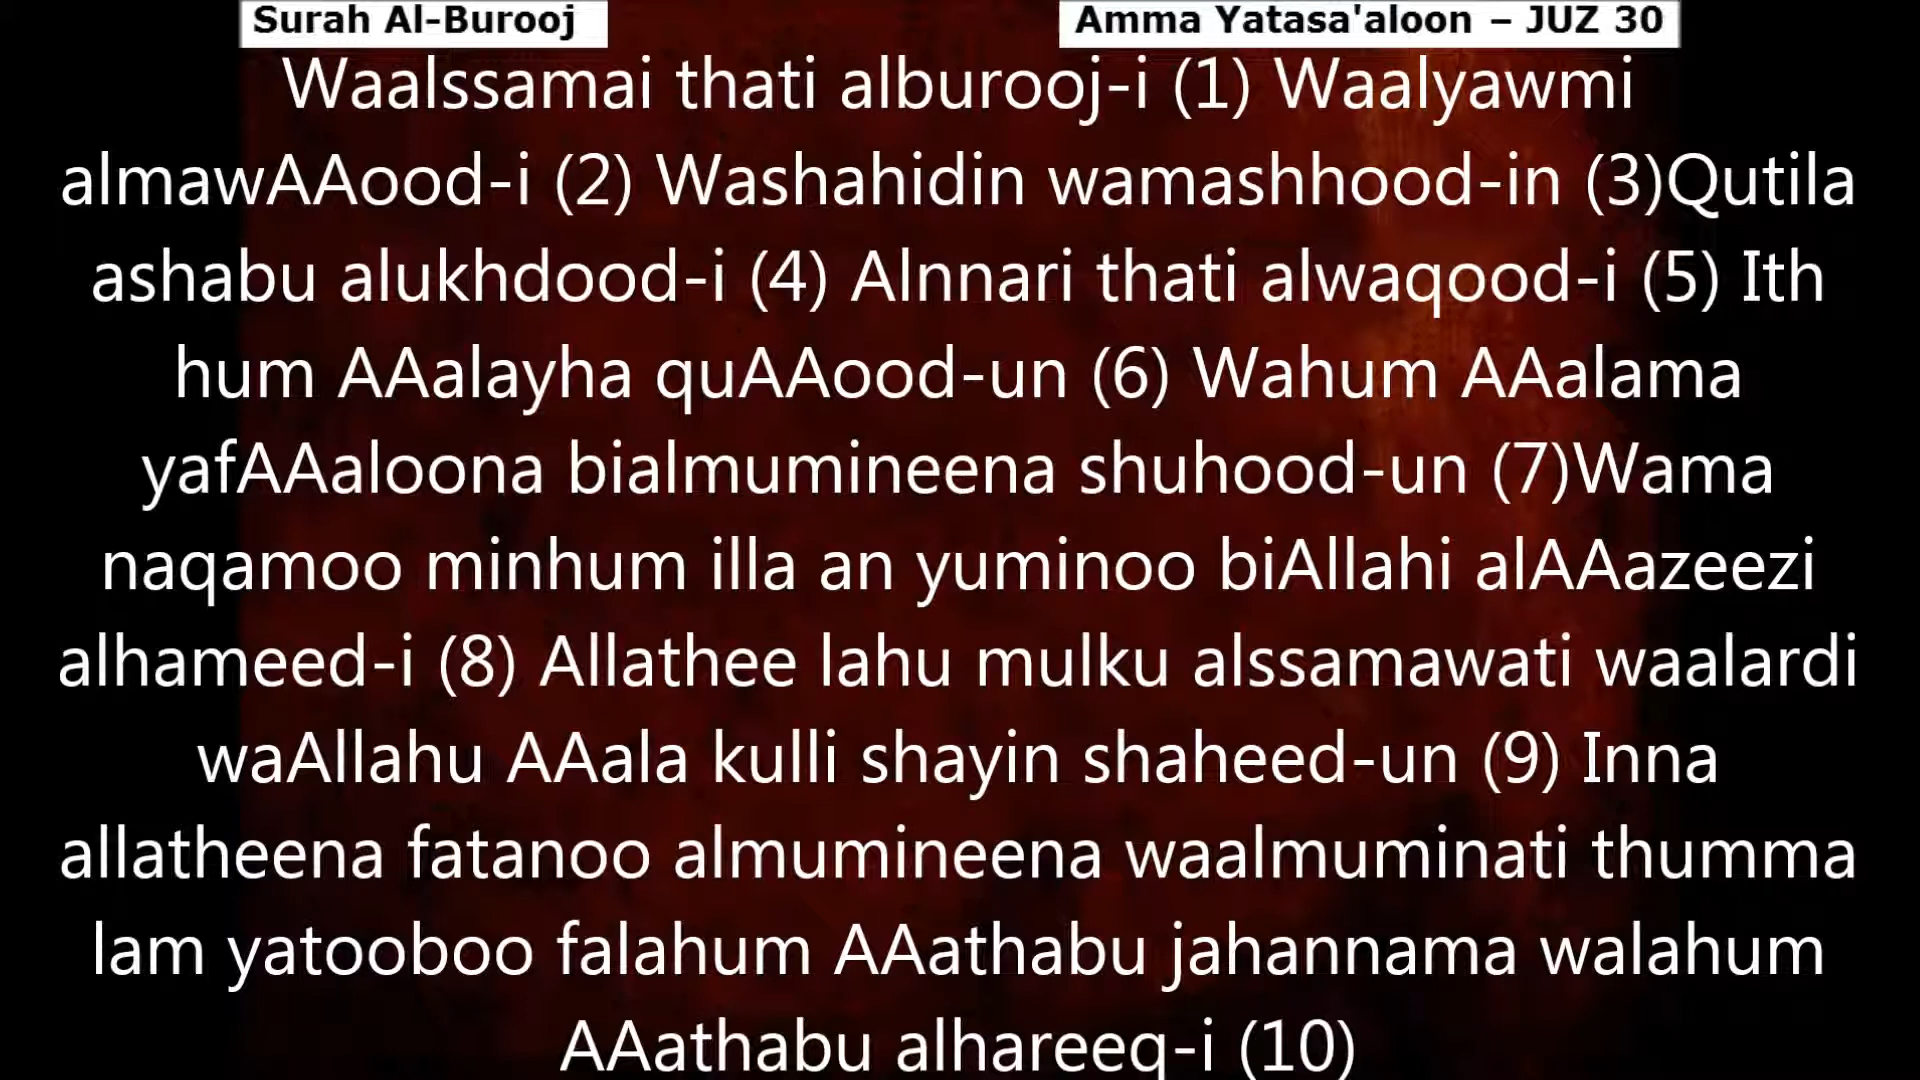 Surah Al-Burooj
Amma Yatasa'aloon – JUZ 30
Waalssamai thati alburooj-i (1) Waalyawmi
almawAAood-i (2) Washahidin wamashhood-in (3)Qutila
ashabu alukhdood-i (4) Alnnari thati alwaqood-i (5) Ith
hum AAalayha quAAood-un (6) Wahum AAalama
yafAAaloona bialmumineena shuhood-un (7)Wama
naqamoo minhum illa an yuminoo biAllahi alAAazeezi
alhameed-i (8) Allathee lahu mulku alssamawati waalardi
waAllahu AAala kulli shayin shaheed-un (9) Inna
allatheena fatanoo almumineena waalmuminati thumma
lam yatooboo falahum AAathabu jahannama walahum
AAathabu alhareeq-i (10)